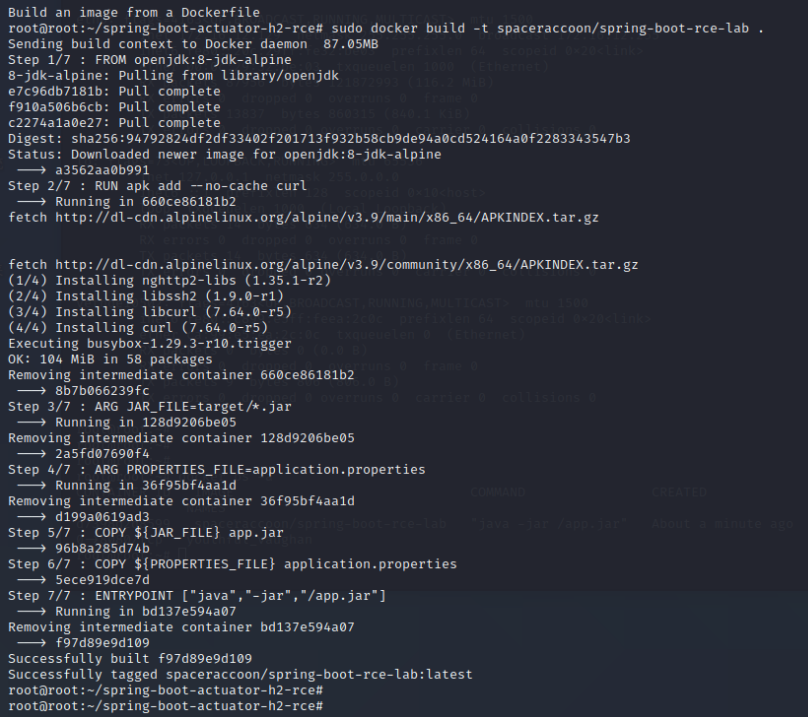 Build an image from a Dockerfile
root@root:~/spring-boot-actuator-h2-rce# sudo docker build -t spaceraccoon/spring-boot-rce-lab .
Sending build context to Docker daemon  87.05MB
Step 1/7 : FROM openjdk:8-jdk-alpine
8-jdk-alpine: Pulling from library/openjdk
e7c96db7181b: Pull complete
f910a506b6cb: Pull complete
c2274a1a0e27: Pull complete
Digest: sha256:94792824df2df33402f201713f932b58cb9de94a0cd524164a0f2283343547b3
Status: Downloaded newer image for openjdk:8-jdk-alpine
 ---> a3562aa0b991
Step 2/7 : RUN apk add --no-cache curl
 ---> Running in 660ce86181b2
fetch http://dl-cdn.alpinelinux.org/alpine/v3.9/main/x86_64/APKINDEX.tar.gz
fetch http://dl-cdn.alpinelinux.org/alpine/v3.9/community/x86_64/APKINDEX.tar.gz
(1/4) Installing nghttp2-libs (1.35.1-r2)
(2/4) Installing libssh2 (1.9.0-r1)
(3/4) Installing libcurl (7.64.0-r5)
(4/4) Installing curl (7.64.0-r5)
Executing busybox-1.29.3-r10.trigger
OK: 104 MiB in 58 packages
Removing intermediate container 660ce86181b2
 ---> 8b7b066239fc
Step 3/7 : ARG JAR_FILE=target/*.jar
 ---> Running in 128d9206be05
Removing intermediate container 128d9206be05
 ---> 2a5fd07690f4
Step 4/7 : ARG PROPERTIES_FILE=application.properties
 ---> Running in 36f95bf4aa1d
Removing intermediate container 36f95bf4aa1d
 ---> d199a0619ad3
Step 5/7 : COPY ${JAR_FILE} app.jar
 ---> 96b8a285d74b
Step 6/7 : COPY ${PROPERTIES_FILE} application.properties
 ---> 5ece919dce7d
Step 7/7 : ENTRYPOINT ["java","-jar","/app.jar"]
 ---> Running in bd137e594a07
Removing intermediate container bd137e594a07
 ---> f97d89e9d109
Successfully built f97d89e9d109
Successfully tagged spaceraccoon/spring-boot-rce-lab:latest
root@root:~/spring-boot-actuator-h2-rce#
root@root:~/spring-boot-actuator-h2-rce#